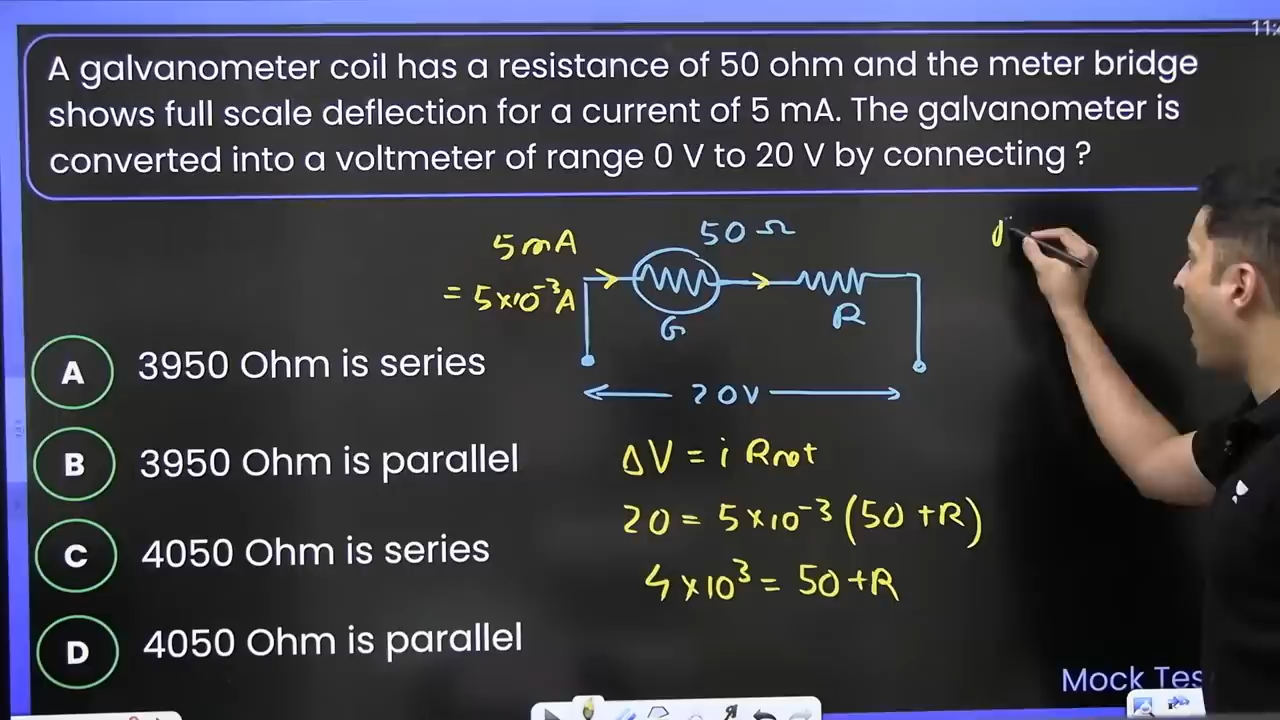 11:4
A galvanometer coil has a resistance of 50 ohm and the meter bridge
shows full scale deflection for a current of 5 mA. The galvanometer is
converted into a voltmeter of range 0 V to 20 V by connecting ?
5mA
= 5×10⁻³A
50 Ω
G
R
20V
A 3950 Ohm is series
B 3950 Ohm is parallel
C 4050 Ohm is series
D 4050 Ohm is parallel
ΔV = i Rnet
20 = 5×10⁻³ (50 +R)
4×10³ = 50+R
Mock Tes